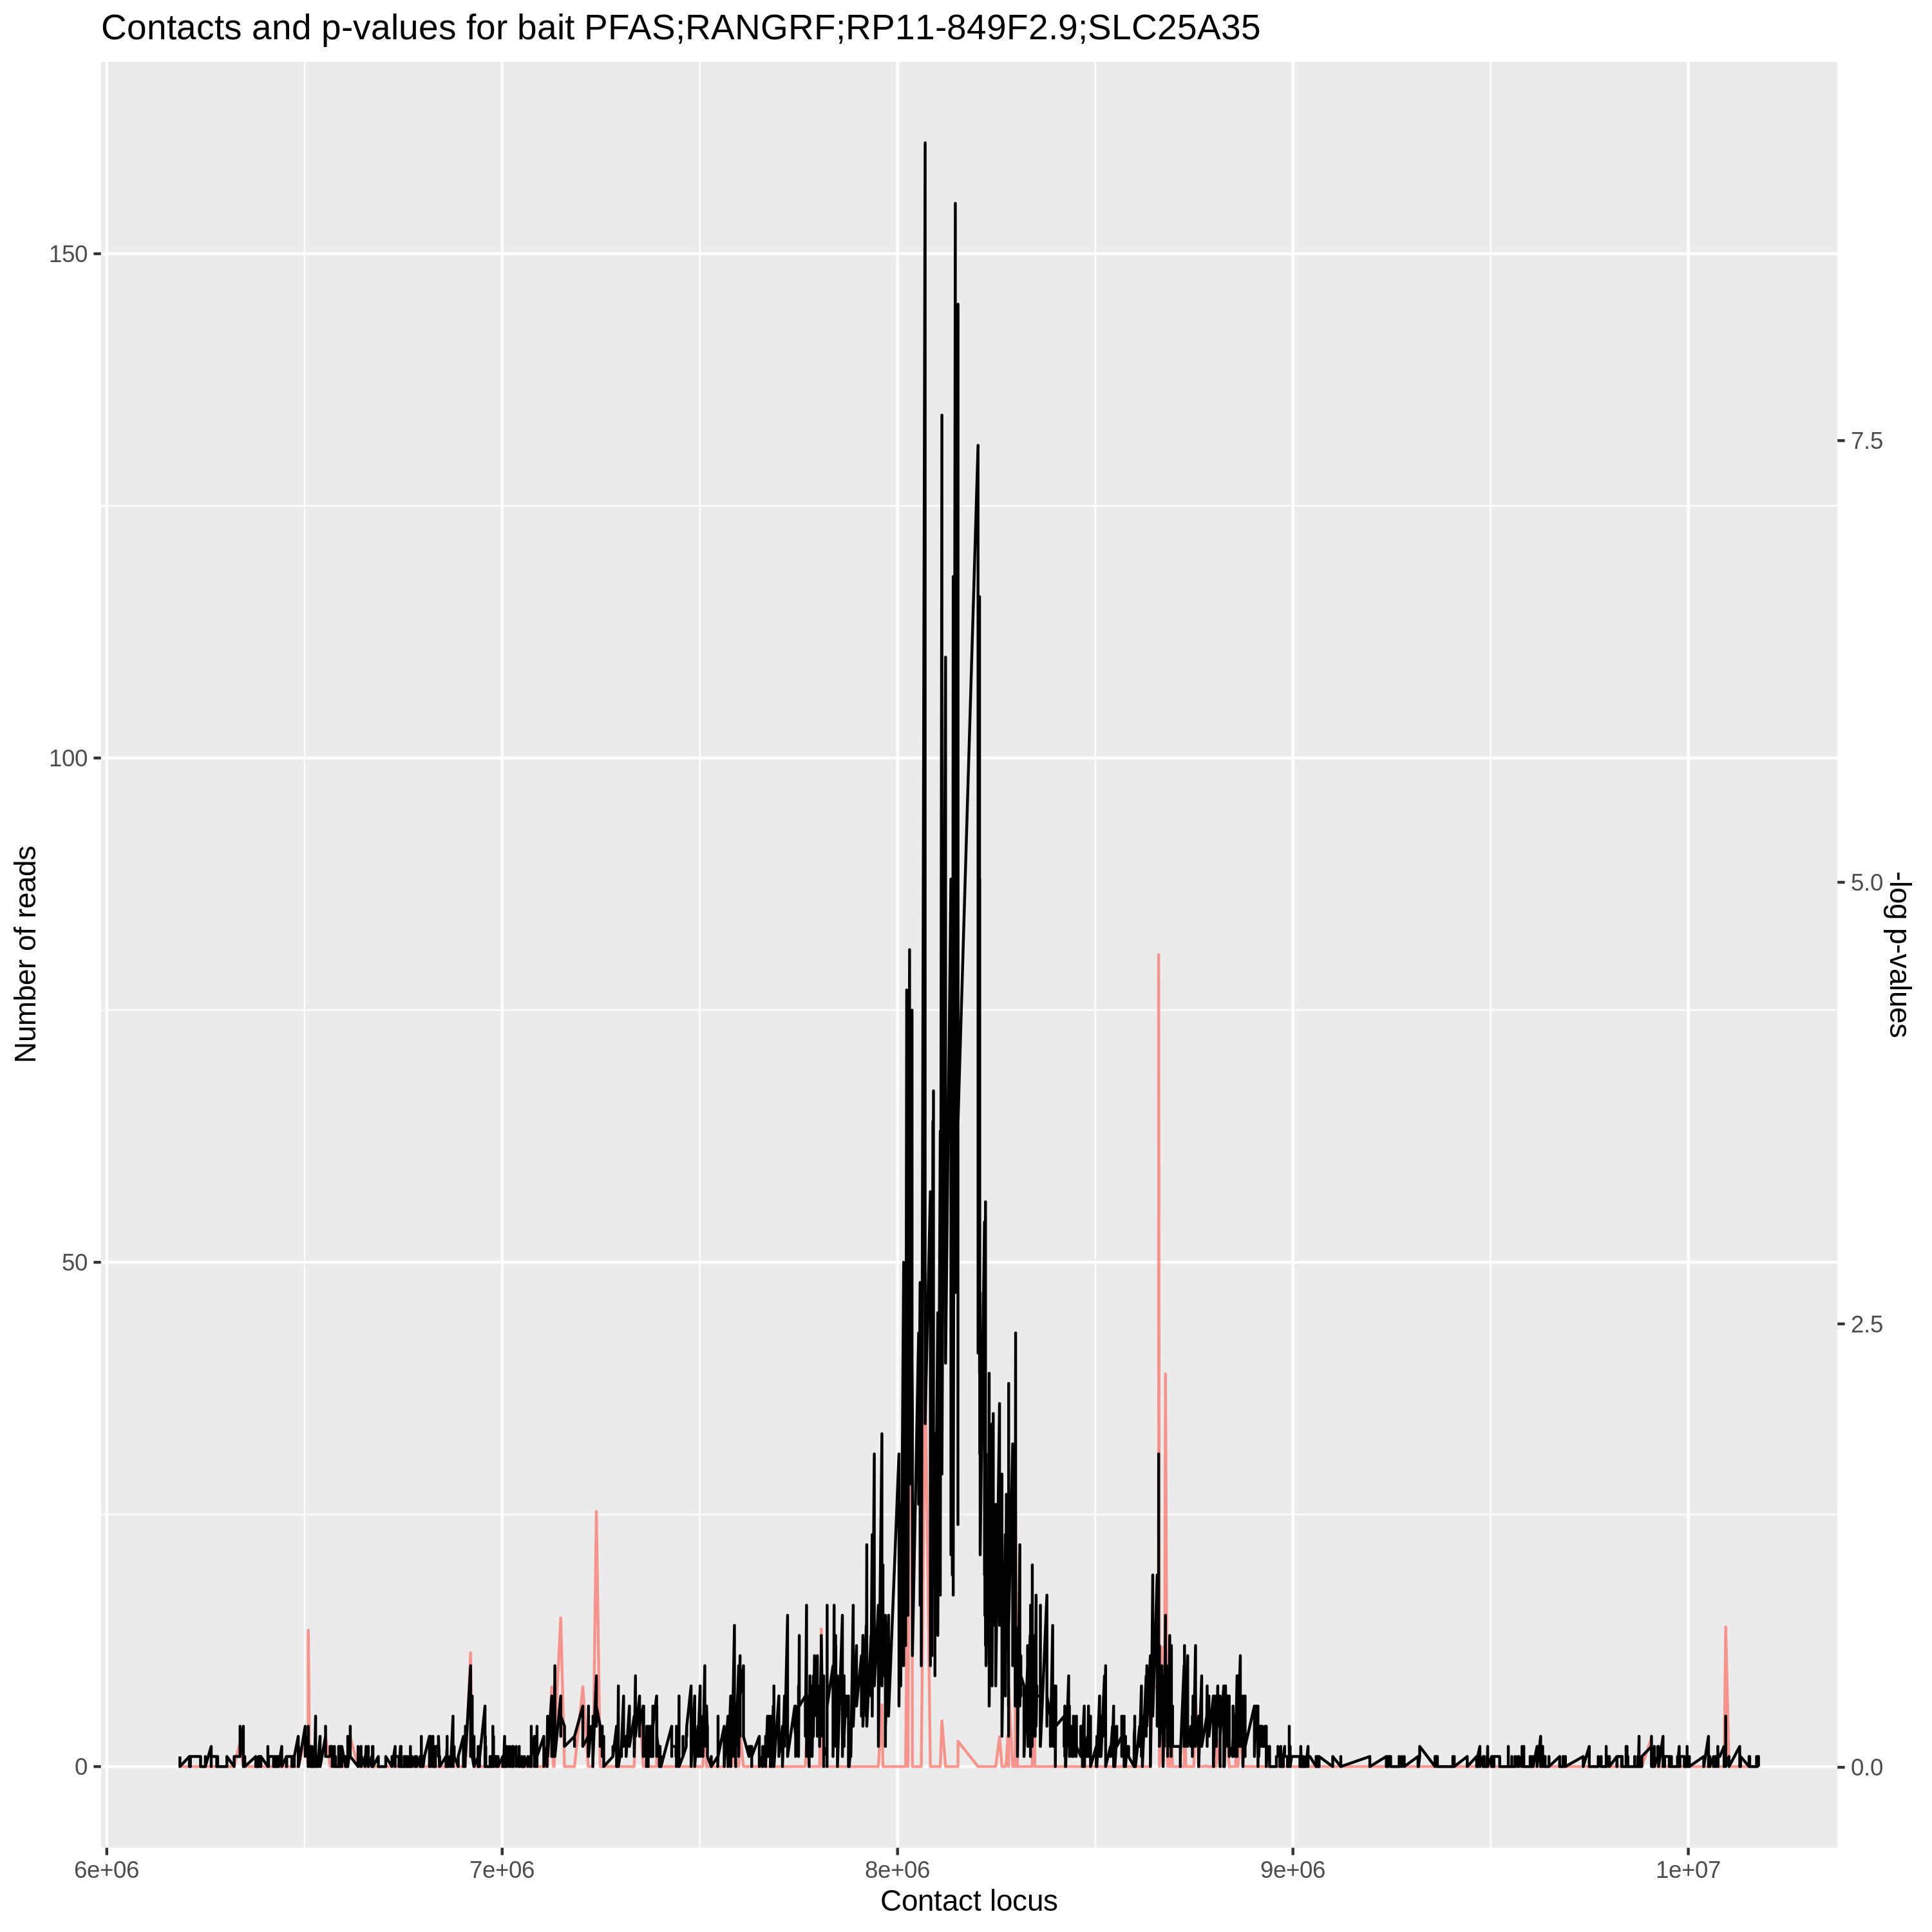 Contacts and p-values for bait PFAS;RANGRF;RP11-849F2.9;SLC25A35
150
100
50
0
Number of reads
7.5
5.0
2.5
0.0
-log p-values
6e+06
7e+06
8e+06
9e+06
1e+07
Contact locus